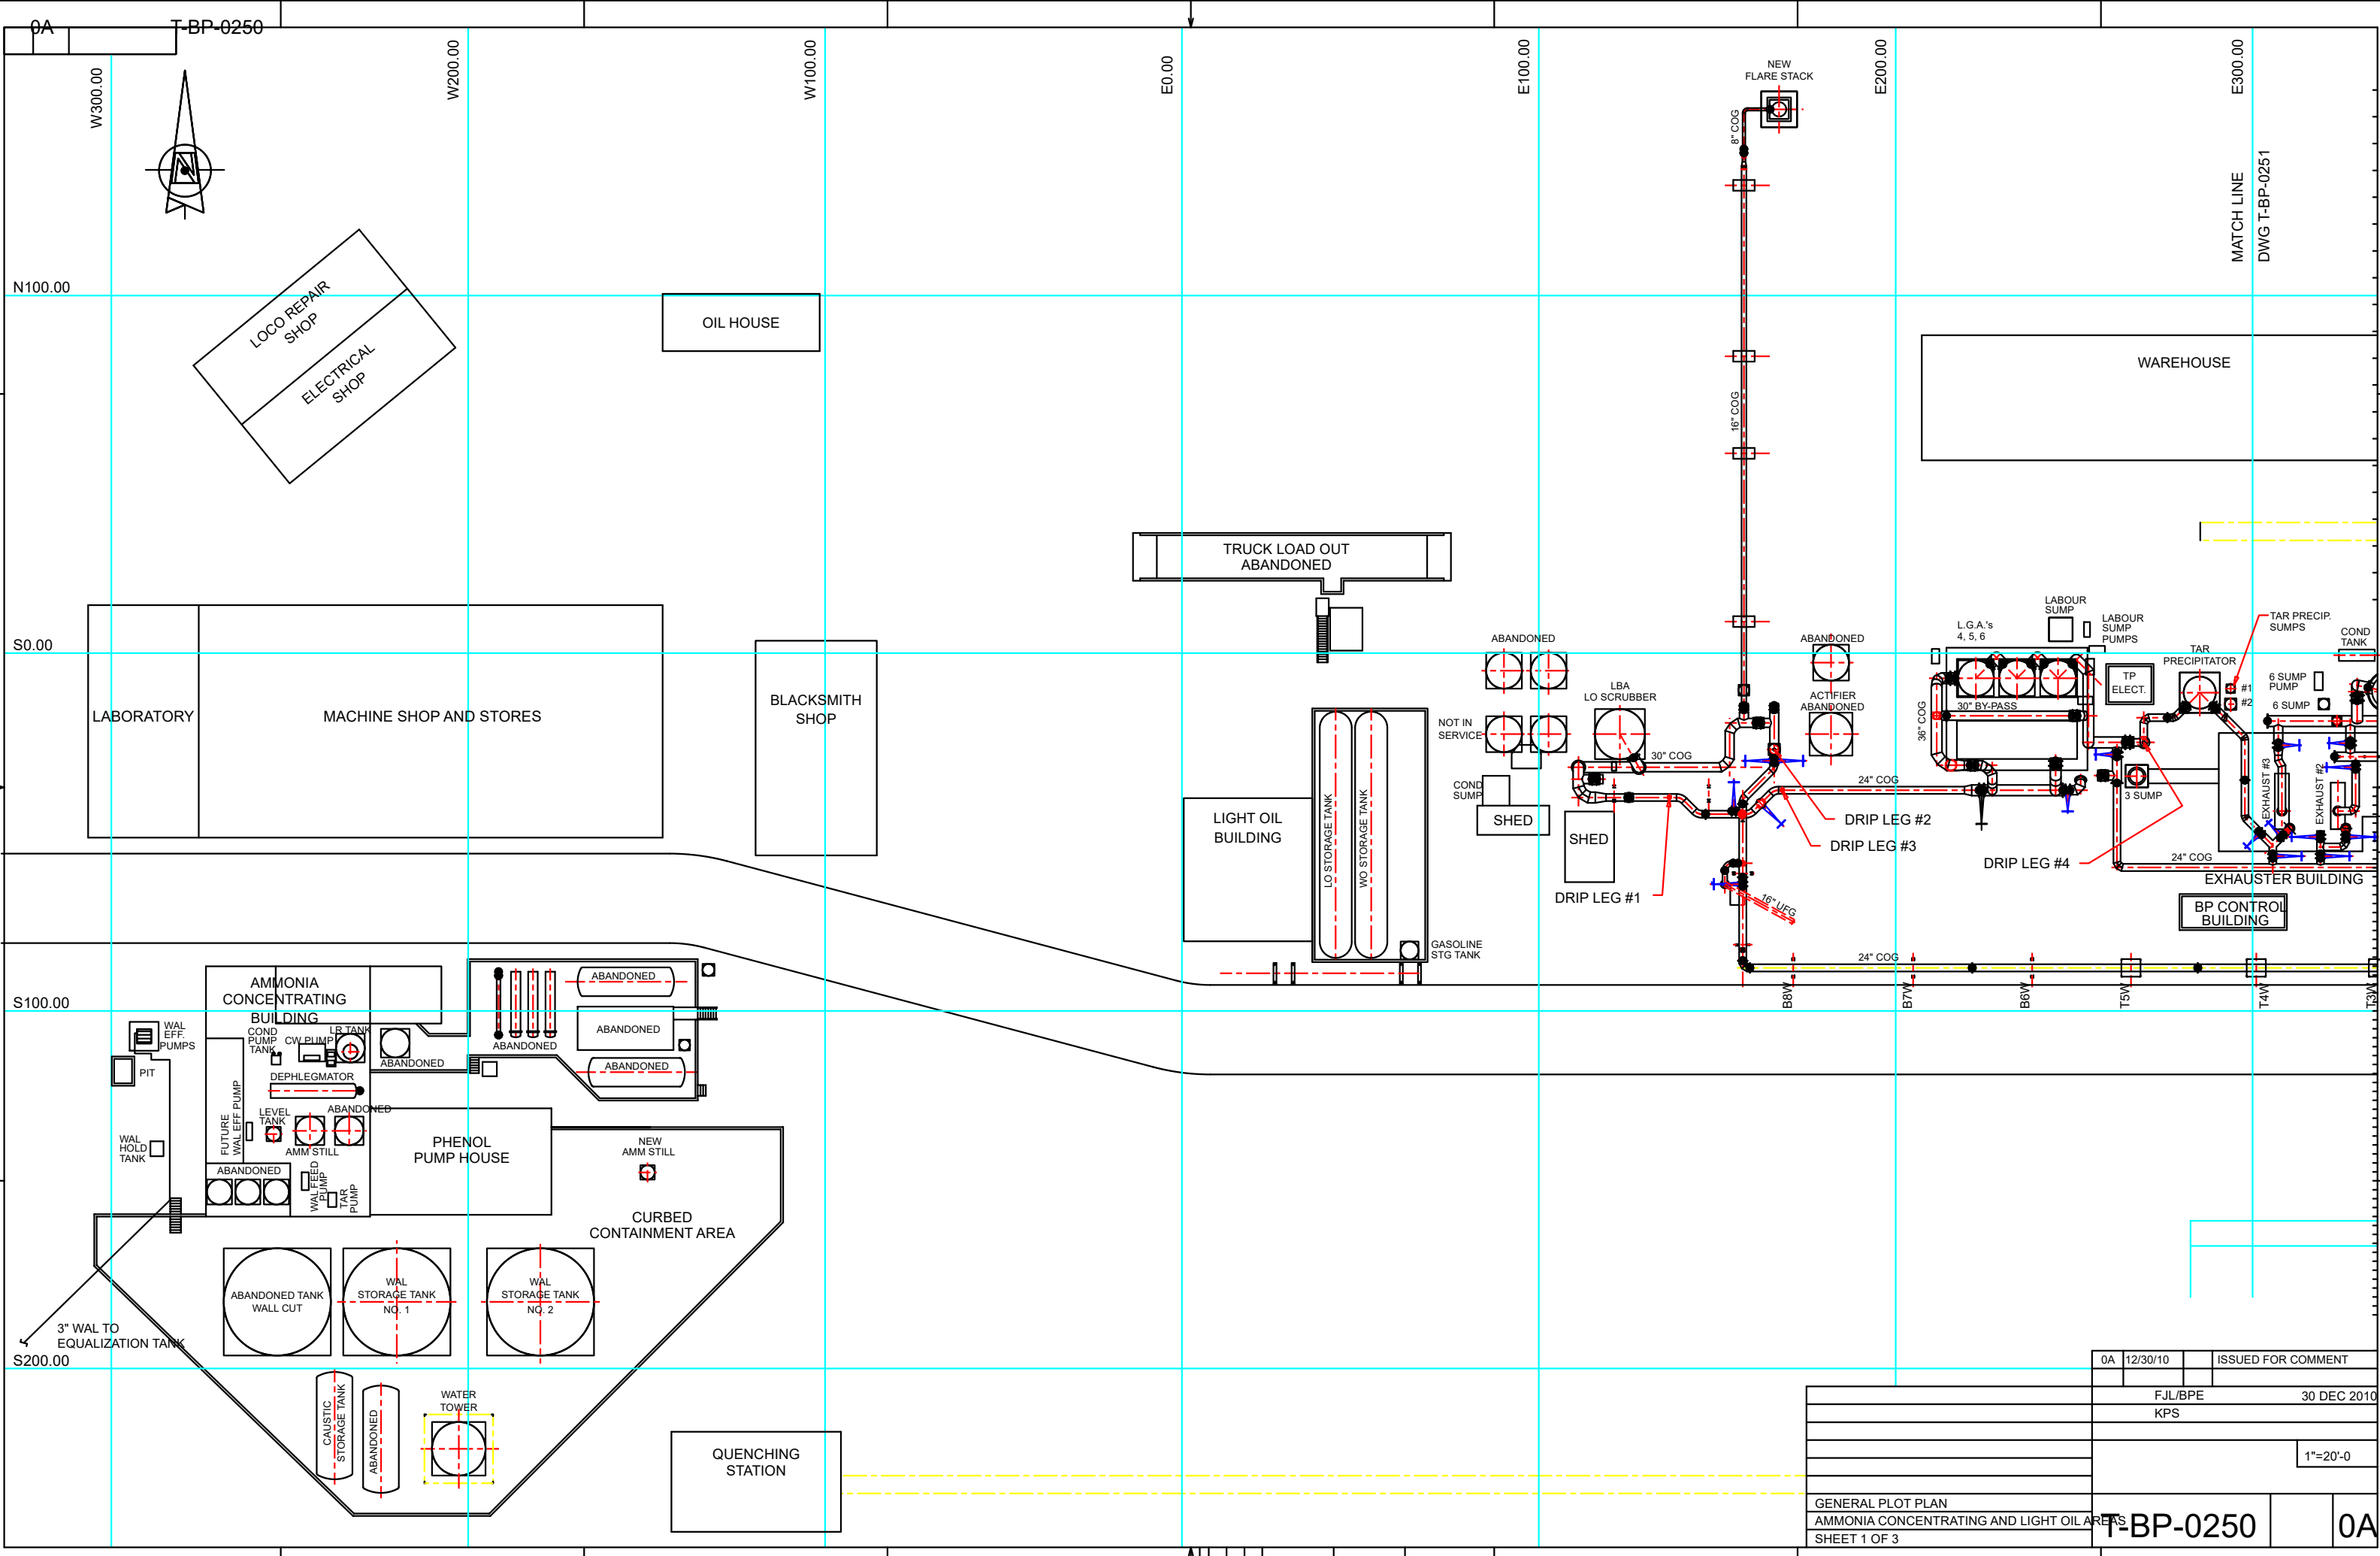 0A
T-BP-0250
W300.00
W200.00
W100.00
E0.00
E100.00
E200.00
E300.00
MATCH LINE
DWG T-BP-0251
N
NEW
FLARE STACK
8" COG
16" COG
N100.00
LOCO REPAIR
SHOP
ELECTRICAL
SHOP
OIL HOUSE
WAREHOUSE
TRUCK LOAD OUT
ABANDONED
S0.00
LABORATORY
MACHINE SHOP AND STORES
BLACKSMITH
SHOP
ABANDONED
LBA
LO SCRUBBER
NOT IN
SERVICE
ABANDONED
ACTIFIER
ABANDONED
30" COG
COND
SUMP
SHED
SHED
LIGHT OIL
BUILDING
LO STORAGE TANK
WO STORAGE TANK
GASOLINE
STG TANK
DRIP LEG #1
DRIP LEG #2
DRIP LEG #3
DRIP LEG #4
16" UFG
24" COG
24" COG
24" COG
36" COG
30" BY-PASS
L.G.A.'s
4, 5, 6
LABOUR
SUMP
LABOUR
SUMP
PUMPS
TP
ELECT.
TAR
PRECIPITATOR
TAR PRECIP.
SUMPS
#1
#2
COND
TANK
6 SUMP
PUMP
6 SUMP
3 SUMP
EXHAUST #3
EXHAUST #2
EXHAUSTER BUILDING
BP CONTROL
BUILDING
B8W
B7W
B6W
T5W
T4W
T3W
S100.00
AMMONIA
CONCENTRATING
BUILDING
WAL
EFF.
PUMPS
PIT
COND
PUMP
TANK
CW PUMP
LR TANK
ABANDONED
DEPHLEGMATOR
ABANDONED
LEVEL
TANK
AMM STILL
FUTURE
WAL EFF PUMP
WAL
HOLD
TANK
ABANDONED
WAL FEED
PUMP
TAR
PUMP
ABANDONED
ABANDONED
ABANDONED
ABANDONED
PHENOL
PUMP HOUSE
NEW
AMM STILL
CURBED
CONTAINMENT AREA
ABANDONED TANK
WALL CUT
WAL
STORAGE TANK
NO. 1
WAL
STORAGE TANK
NO. 2
3" WAL TO
EQUALIZATION TANK
S200.00
CAUSTIC
STORAGE TANK
ABANDONED
WATER
TOWER
QUENCHING
STATION
0A 12/30/10 ISSUED FOR COMMENT
FJL/BPE 30 DEC 2010
KPS
1"=20'-0
GENERAL PLOT PLAN
AMMONIA CONCENTRATING AND LIGHT OIL AREAS
SHEET 1 OF 3
T-BP-0250
0A